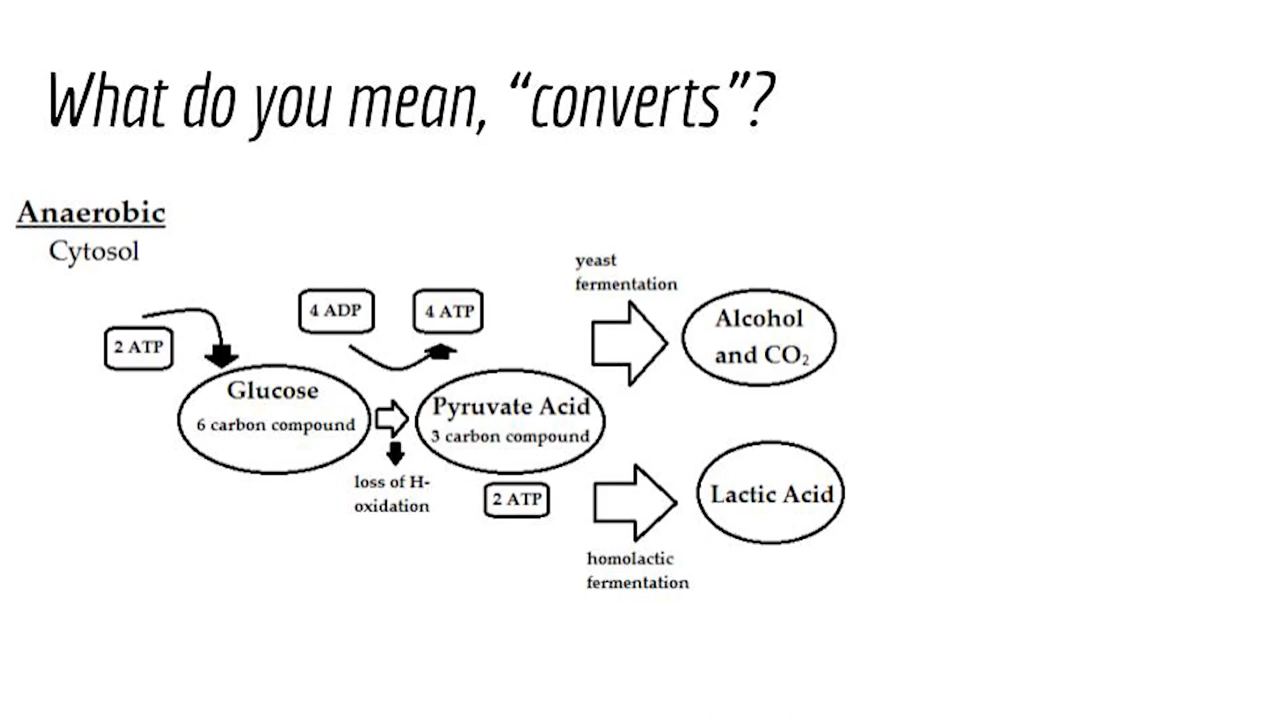 What do you mean, “converts”?
Anaerobic
Cytosol
yeast
fermentation
4 ADP
4 ATP
2 ATP
Alcohol
and CO₂
Glucose
6 carbon compound
Pyruvate Acid
3 carbon compound
loss of H-
oxidation
2 ATP
Lactic Acid
homolactic
fermentation